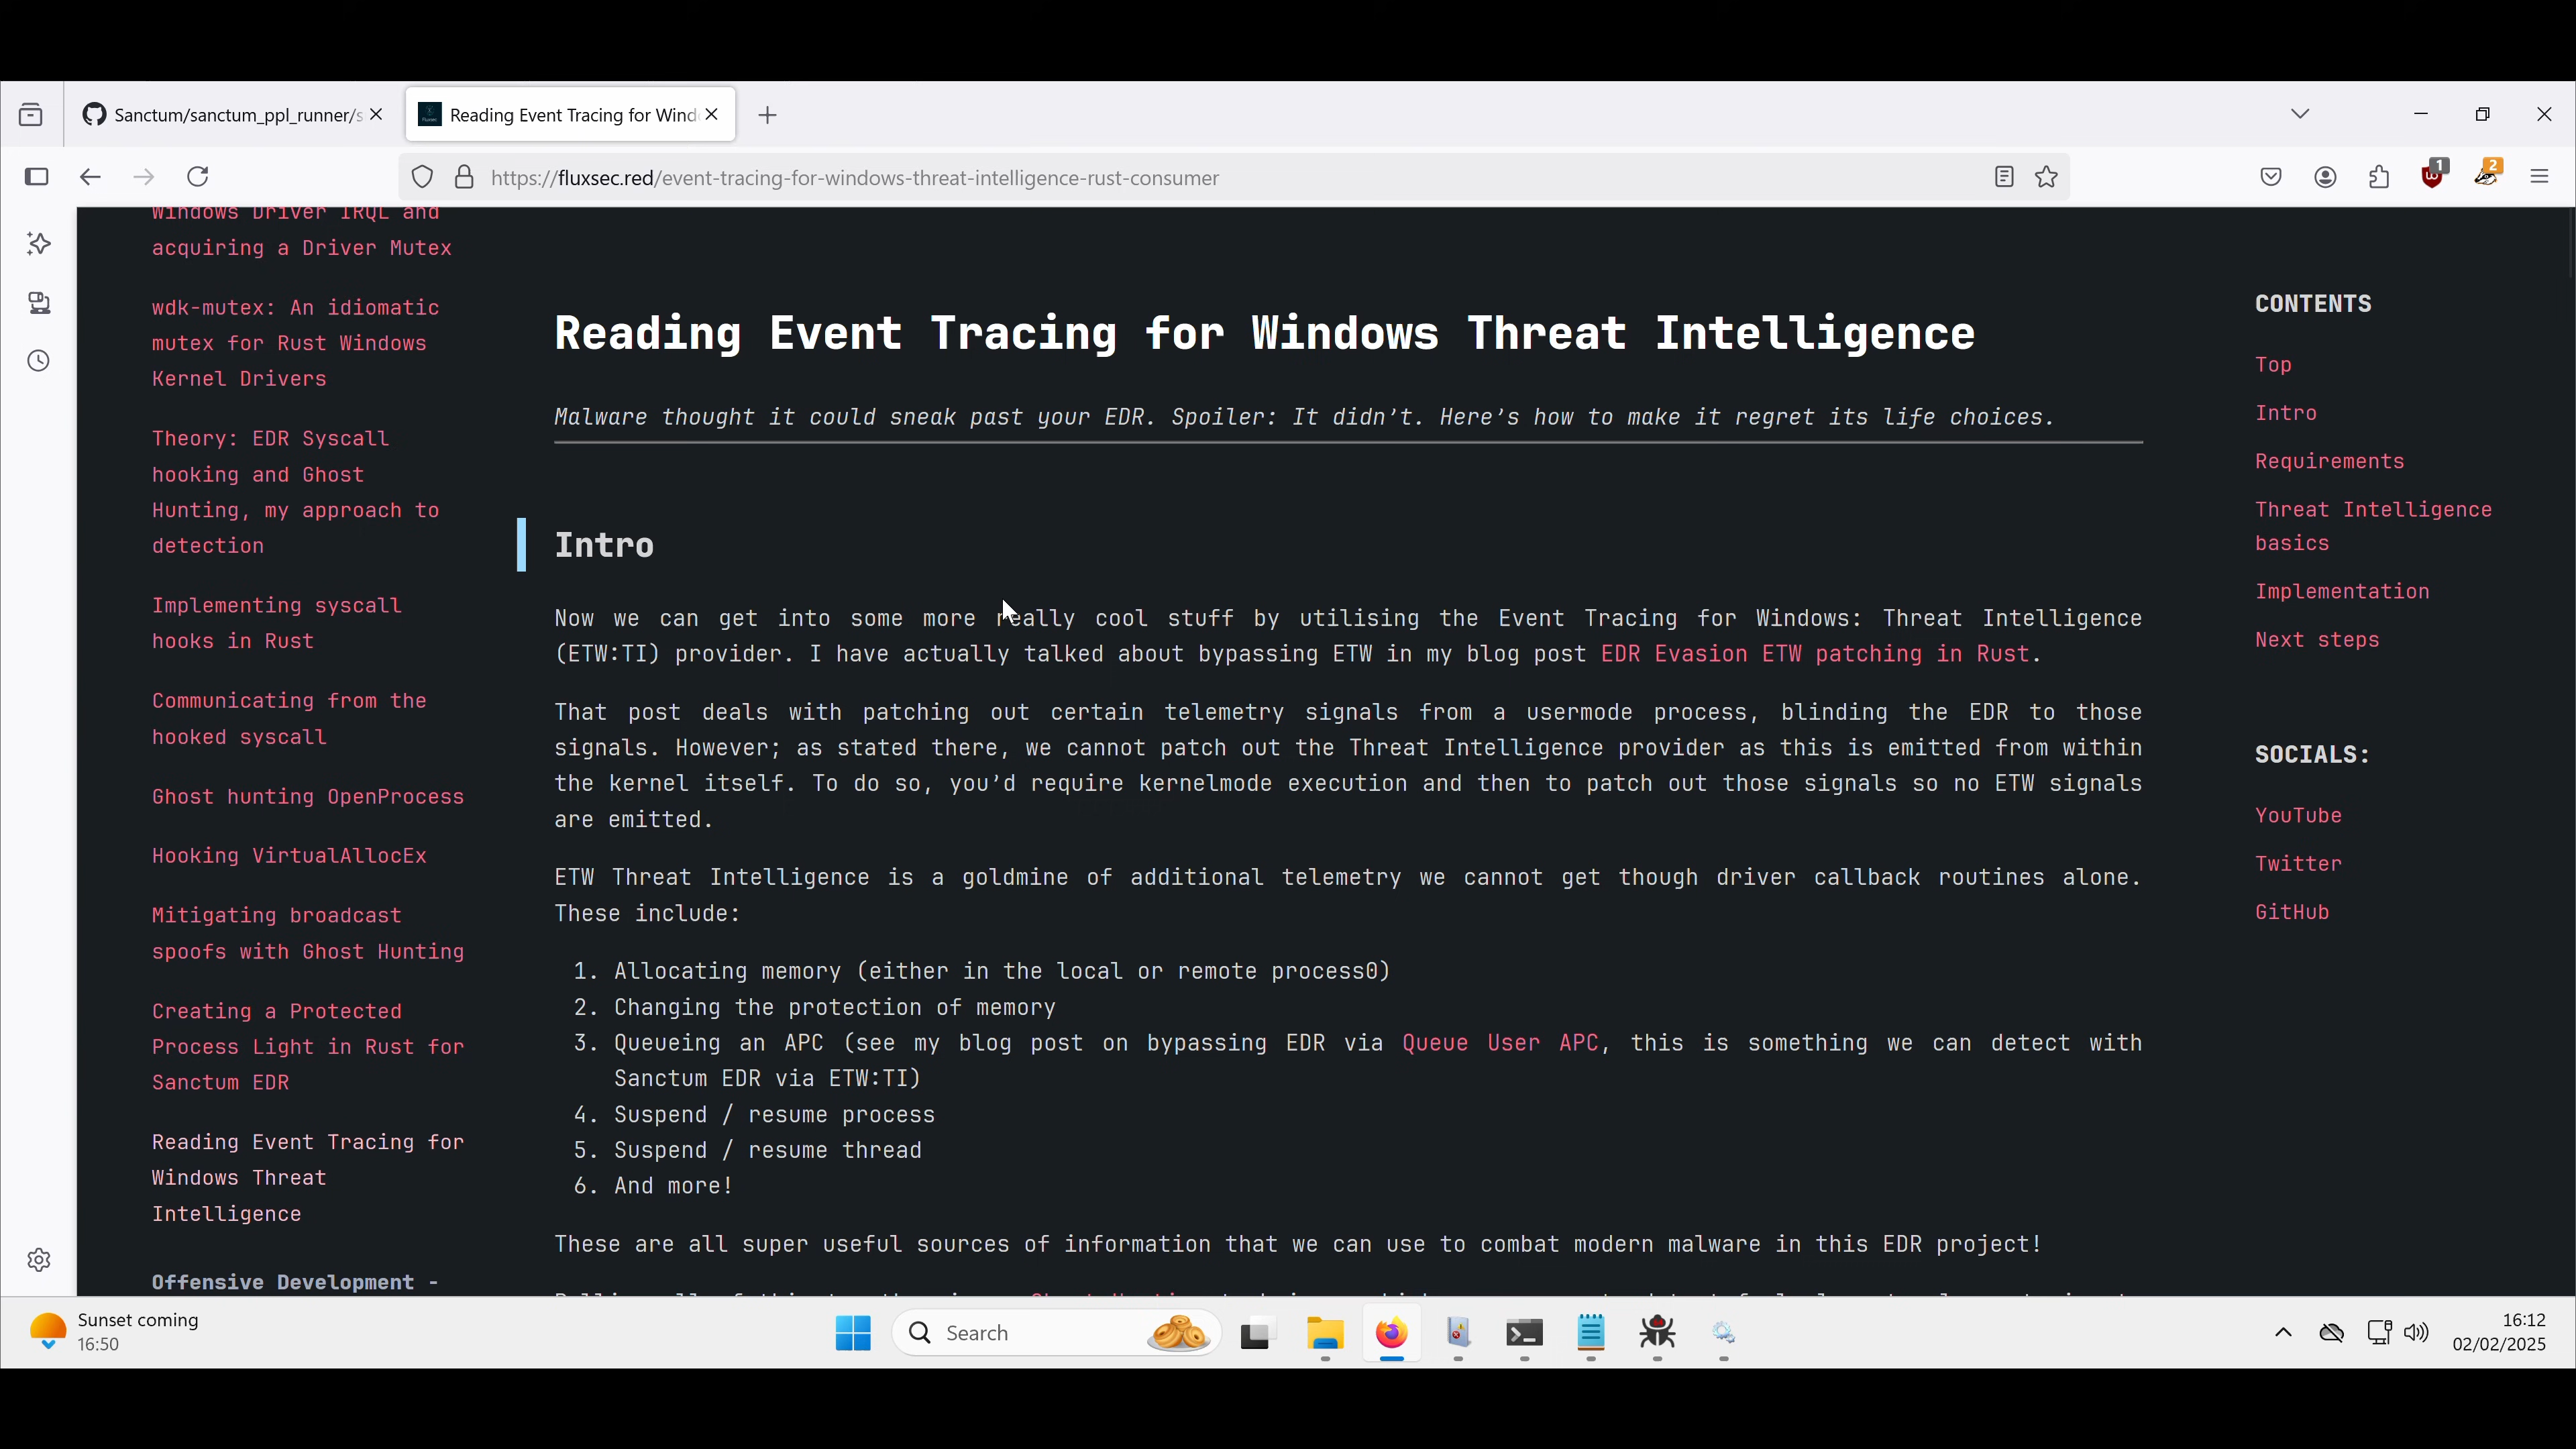 Sanctum/sanctum_ppl_runner/s
Reading Event Tracing for Wind
https://fluxsec.red/event-tracing-for-windows-threat-intelligence-rust-consumer
1
2
Windows Driver IRQL and
acquiring a Driver Mutex
wdk-mutex: An idiomatic
mutex for Rust Windows
Kernel Drivers
Theory: EDR Syscall
hooking and Ghost
Hunting, my approach to
detection
Implementing syscall
hooks in Rust
Communicating from the
hooked syscall
Ghost hunting OpenProcess
Hooking VirtualAllocEx
Mitigating broadcast
spoofs with Ghost Hunting
Creating a Protected
Process Light in Rust for
Sanctum EDR
Reading Event Tracing for
Windows Threat
Intelligence
Offensive Development -
Reading Event Tracing for Windows Threat Intelligence
Malware thought it could sneak past your EDR. Spoiler: It didn’t. Here’s how to make it regret its life choices.
Intro
Now we can get into some more really cool stuff by utilising the Event Tracing for Windows: Threat Intelligence
(ETW:TI) provider. I have actually talked about bypassing ETW in my blog post EDR Evasion ETW patching in Rust.
That post deals with patching out certain telemetry signals from a usermode process, blinding the EDR to those
signals. However; as stated there, we cannot patch out the Threat Intelligence provider as this is emitted from within
the kernel itself. To do so, you’d require kernelmode execution and then to patch out those signals so no ETW signals
are emitted.
ETW Threat Intelligence is a goldmine of additional telemetry we cannot get though driver callback routines alone.
These include:
1. Allocating memory (either in the local or remote process0)
2. Changing the protection of memory
3. Queueing an APC (see my blog post on bypassing EDR via Queue User APC, this is something we can detect with
Sanctum EDR via ETW:TI)
4. Suspend / resume process
5. Suspend / resume thread
6. And more!
These are all super useful sources of information that we can use to combat modern malware in this EDR project!
CONTENTS
Top
Intro
Requirements
Threat Intelligence
basics
Implementation
Next steps
SOCIALS:
YouTube
Twitter
GitHub
Sunset coming
16:50
Search
16:12
02/02/2025